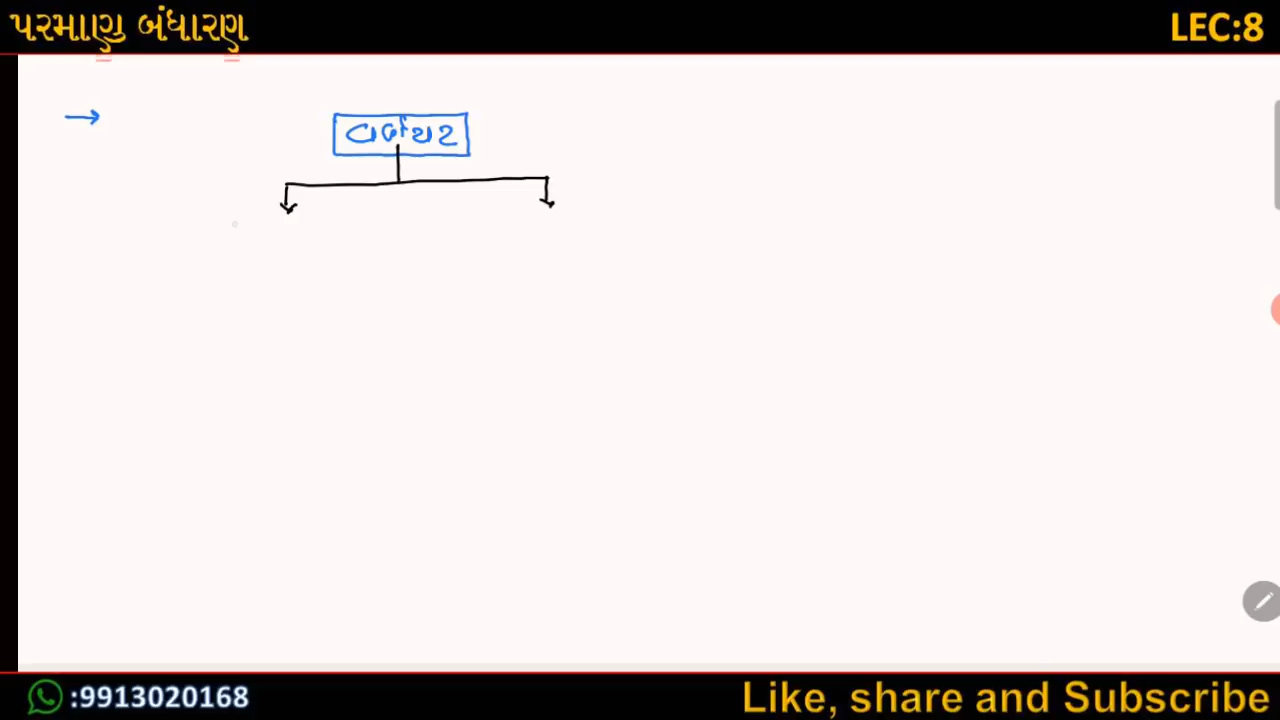 પરમાણુ બંધારણ
LEC:8
→
વર્ણપટ
:9913020168
Like, share and Subscribe